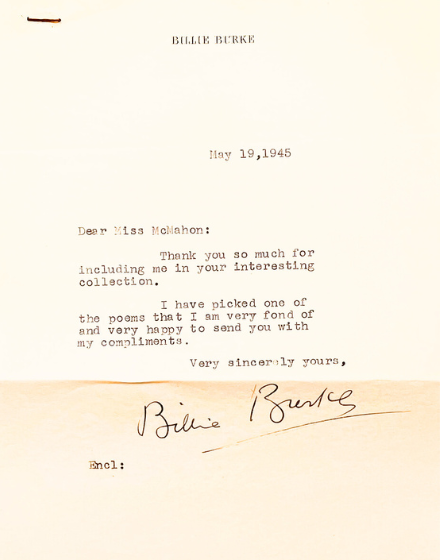 BILLIE BURKE
May 19,1945
Dear Miss McMahon:
Thank you so much for
including me in your interesting
collection.
I have picked one of
the poems that I am very fond of
and very happy to send you with
my compliments.
Very sincerely yours,
Billie Burke
Encl: